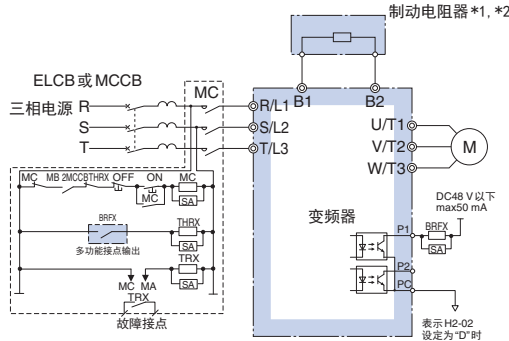 制动电阻器 *1, *2
ELCB 或 MCCB
MC
三相电源 R
S
T
R/L1
S/L2
T/L3
B1
B2
U/T1
V/T2
W/T3
M
MC MB 2MCCB THRX OFF ON MC
MC
SA
BRFX
多功能接点输出
THRX
SA
TRX
SA
MC MA
TRX
故障接点
变频器
DC48 V 以下
max50 mA
P1
BRFX
SA
P2
PC
表示 H2-02
设定为“D”时